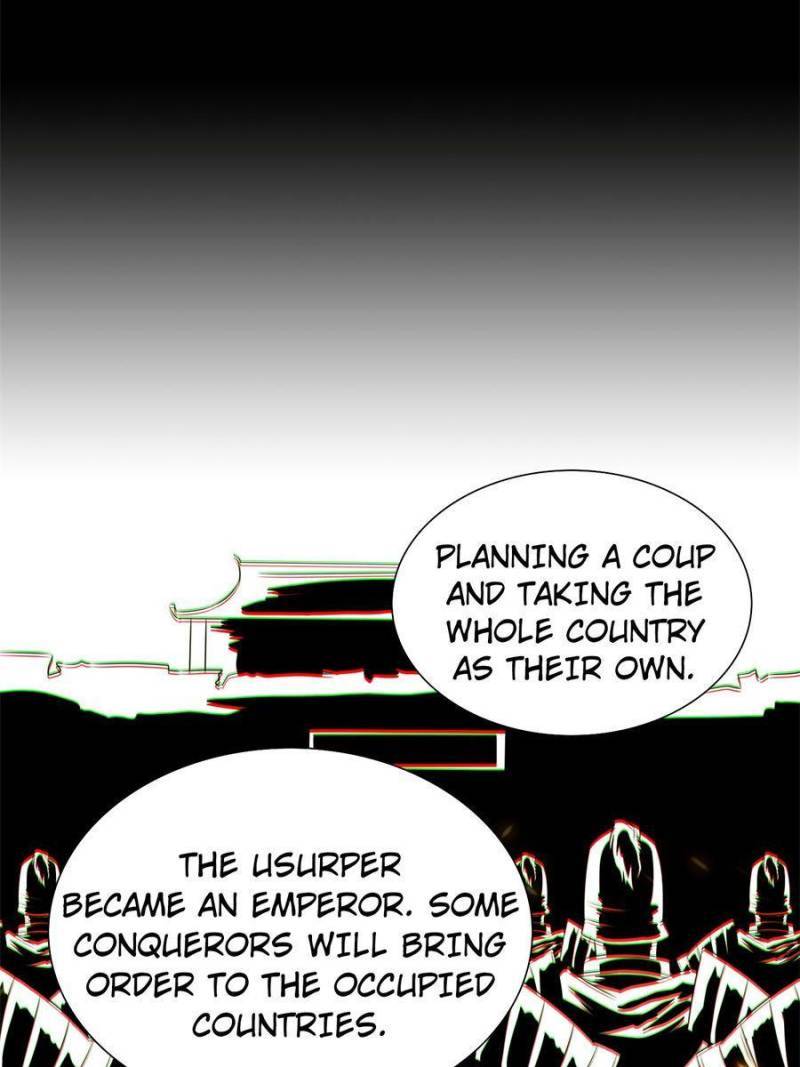 PLANNING A COUP
AND TAKING THE
WHOLE COUNTRY
AS THEIR OWN.
THE USURPER
BECAME AN EMPEROR. SOME
CONQUERORS WILL BRING
ORDER TO THE OCCUPIED
COUNTRIES.